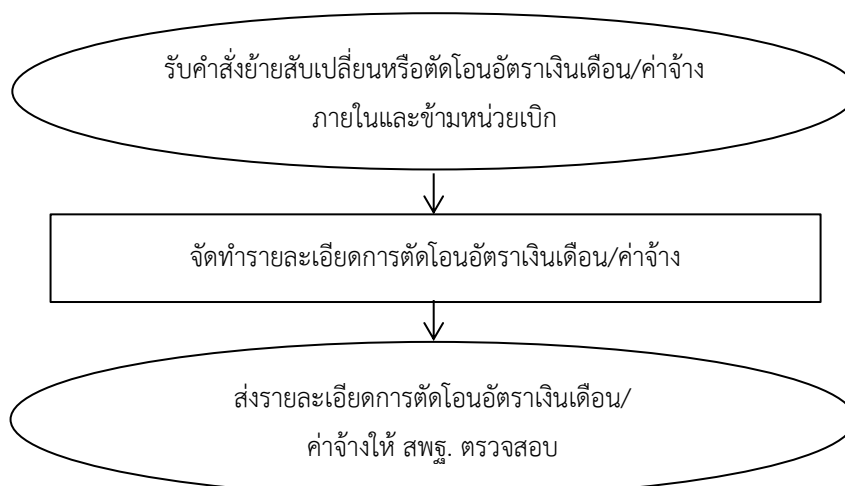 รับคำสั่งย้ายสับเปลี่ยนหรือตัดโอนอัตราเงินเดือน/ค่าจ้าง
ภายในและข้ามหน่วยเบิก
จัดทำรายละเอียดการตัดโอนอัตราเงินเดือน/ค่าจ้าง
ส่งรายละเอียดการตัดโอนอัตราเงินเดือน/
ค่าจ้างให้ สพฐ. ตรวจสอบ